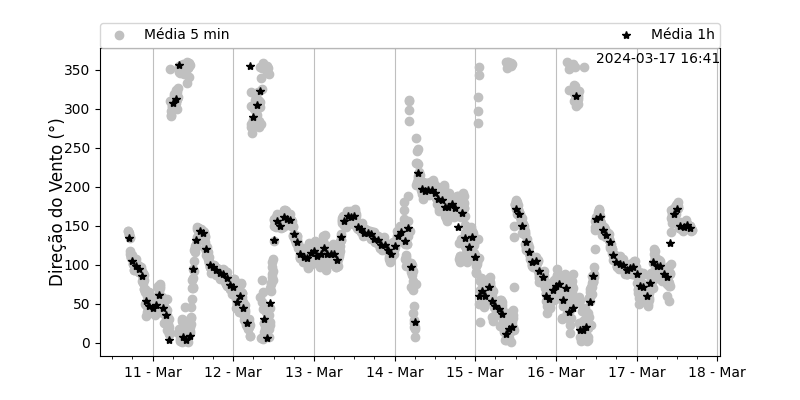 Média 5 min
Média 1h
2024-03-17 16:41
Direção do Vento (°)
350
300
250
200
150
100
50
0
11 - Mar
12 - Mar
13 - Mar
14 - Mar
15 - Mar
16 - Mar
17 - Mar
18 - Mar